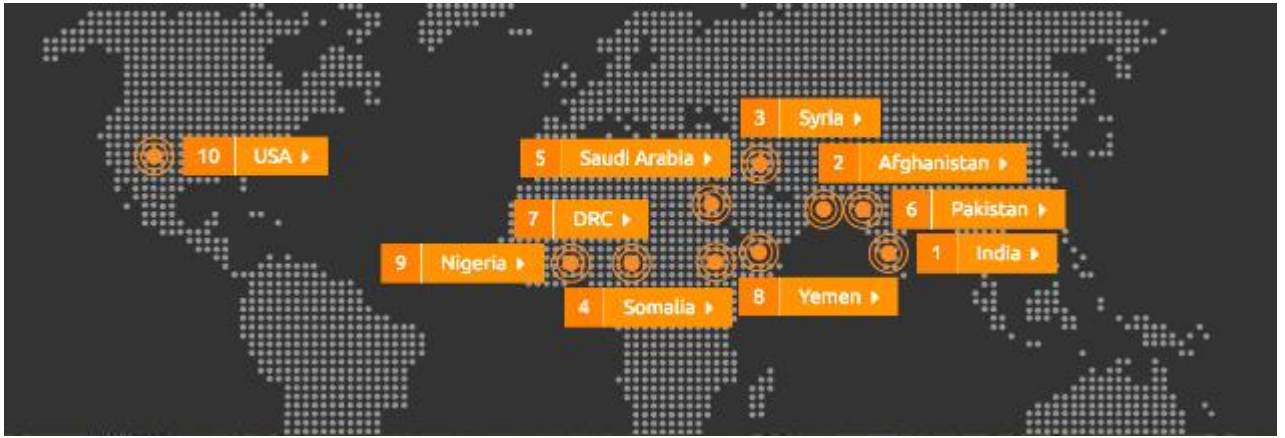 3 Syria
10 USA
5 Saudi Arabia
2 Afghanistan
7 DRC
6 Pakistan
9 Nigeria
1 India
4 Somalia
8 Yemen